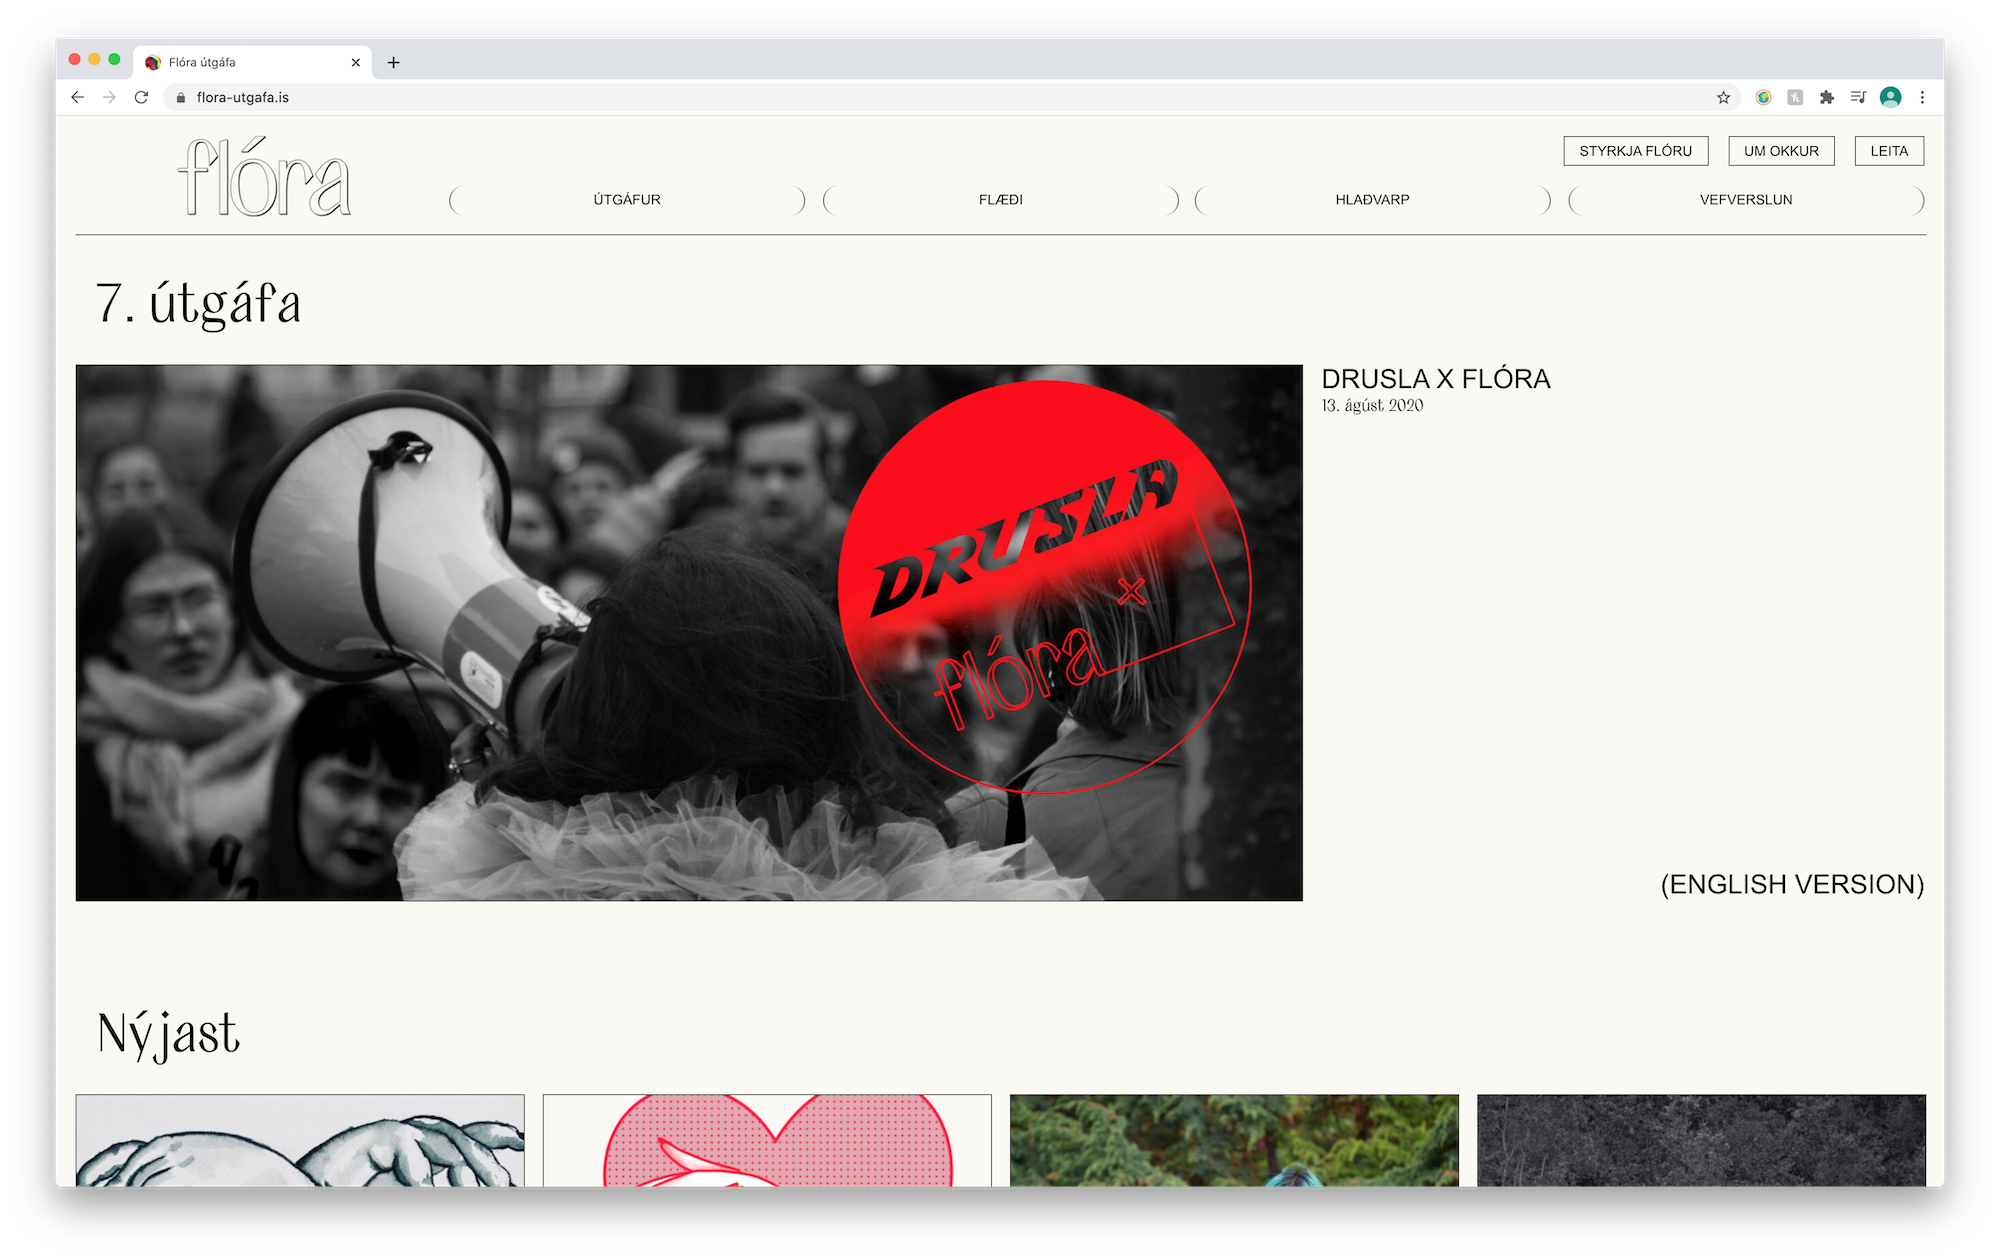 Flóra útgáfa
flora-utgafa.is
flóra
STYRKJA FLÓRU
UM OKKUR
LEITA
ÚTGÁFUR
FLÆÐI
HLAÐVARP
VEFVERSLUN
7. útgáfa
DRUSLA
×
flóra
DRUSLA X FLÓRA
13. ágúst 2020
(ENGLISH VERSION)
Nýjast